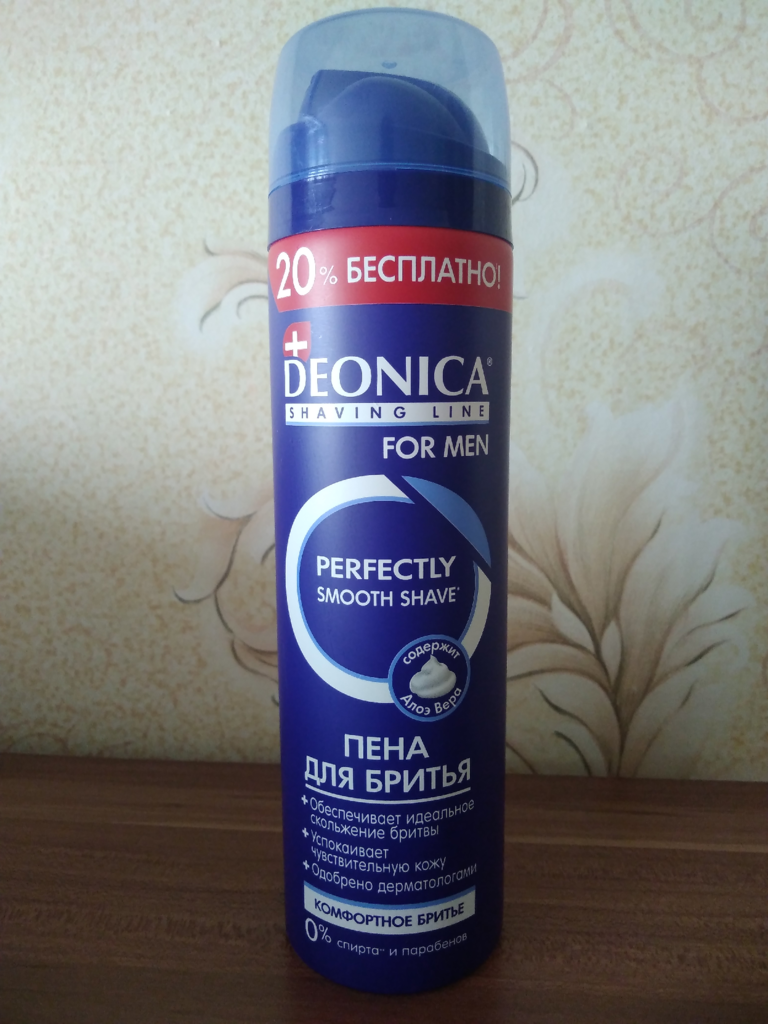 20% БЕСПЛАТНО!
DEONICA®
SHAVING LINE
FOR MEN
PERFECTLY
SMOOTH SHAVE*
содержит
Алоэ Вера
ПЕНА
ДЛЯ БРИТЬЯ
+ Обеспечивает идеальное
скольжение бритвы
+ Успокаивает
чувствительную кожу
+ Одобрено дерматологами
КОМФОРТНОЕ БРИТЬЕ
0% спирта** и парабенов